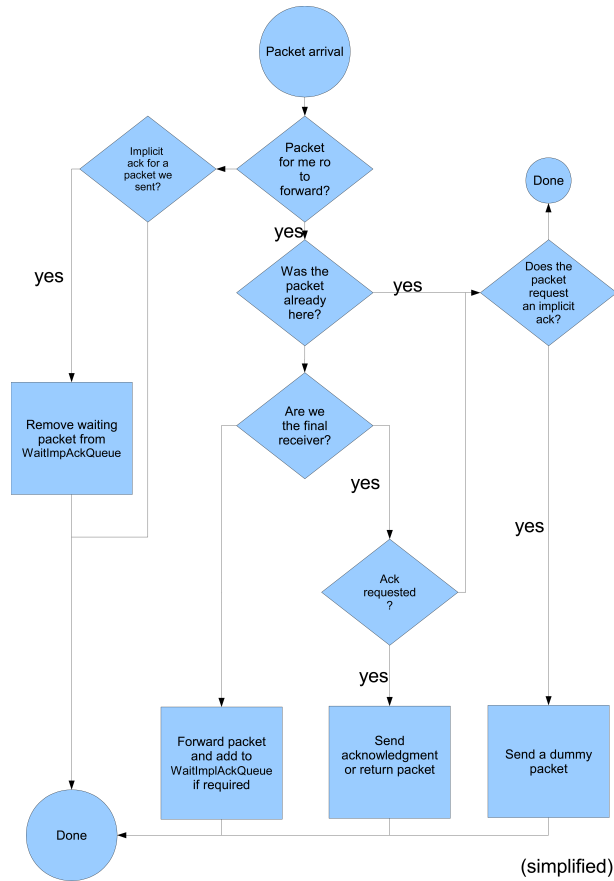 Packet arrival
Implicit
ack for a
packet we
sent?
Packet
for me ro
to
forward?
Done
yes
yes
Was the
packet
already
here?
yes
Does the
packet
request
an implicit
ack?
Remove waiting
packet from
WaitImpAckQueue
Are we
the final
receiver?
yes
yes
Ack
requested
?
yes
Forward packet
and add to
WaitImplAckQueue
if required
Send
acknowledgment
or return packet
Send a dummy
packet
Done
(simplified)